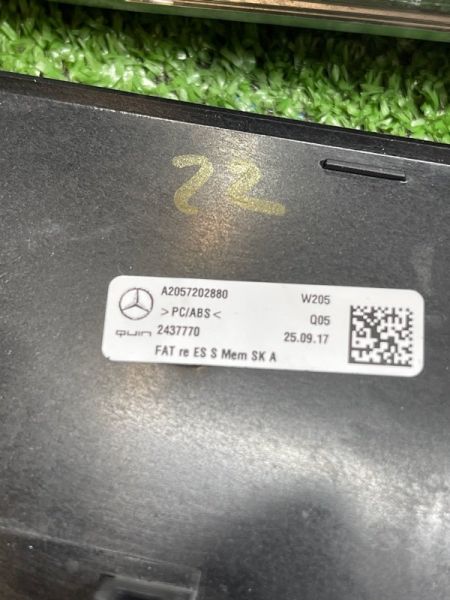 22
A2057202880 W205
>PC/ABS< Q05
QUIN 2437770 25.09.17
FAT re ES S Mem SK A